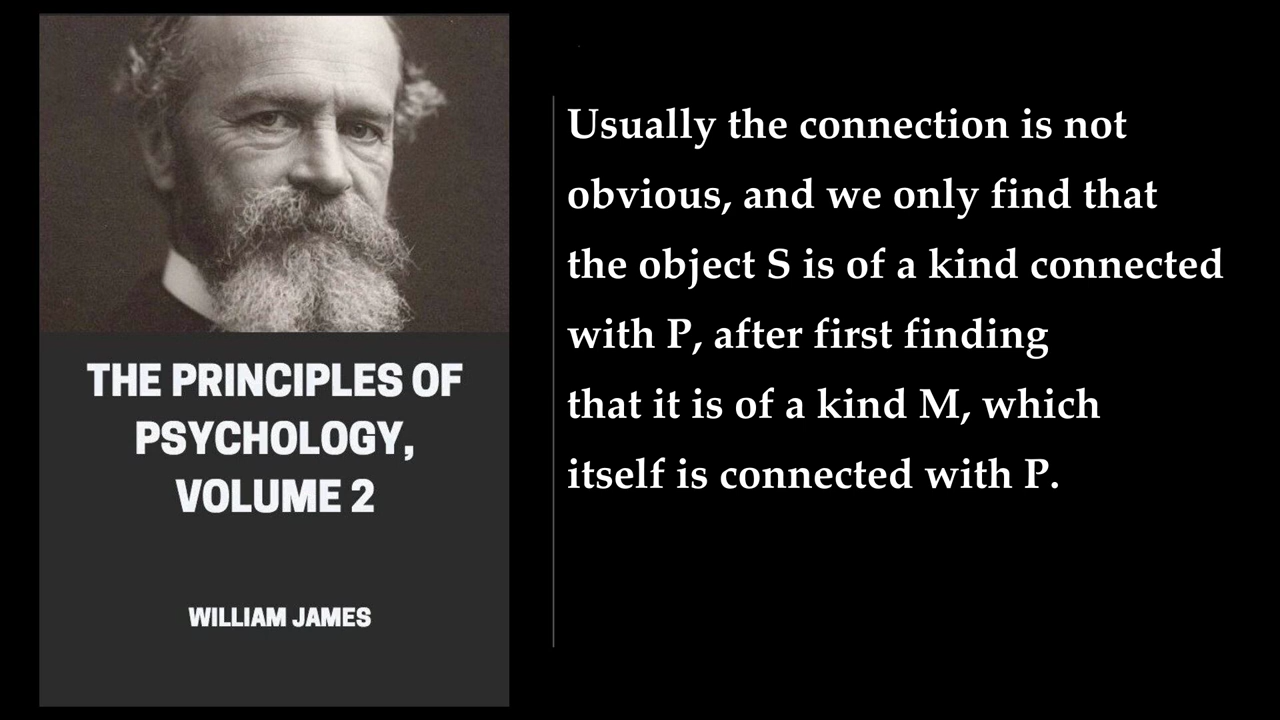 THE PRINCIPLES OF
PSYCHOLOGY,
VOLUME 2
WILLIAM JAMES
Usually the connection is not
obvious, and we only find that
the object S is of a kind connected
with P, after first finding
that it is of a kind M, which
itself is connected with P.